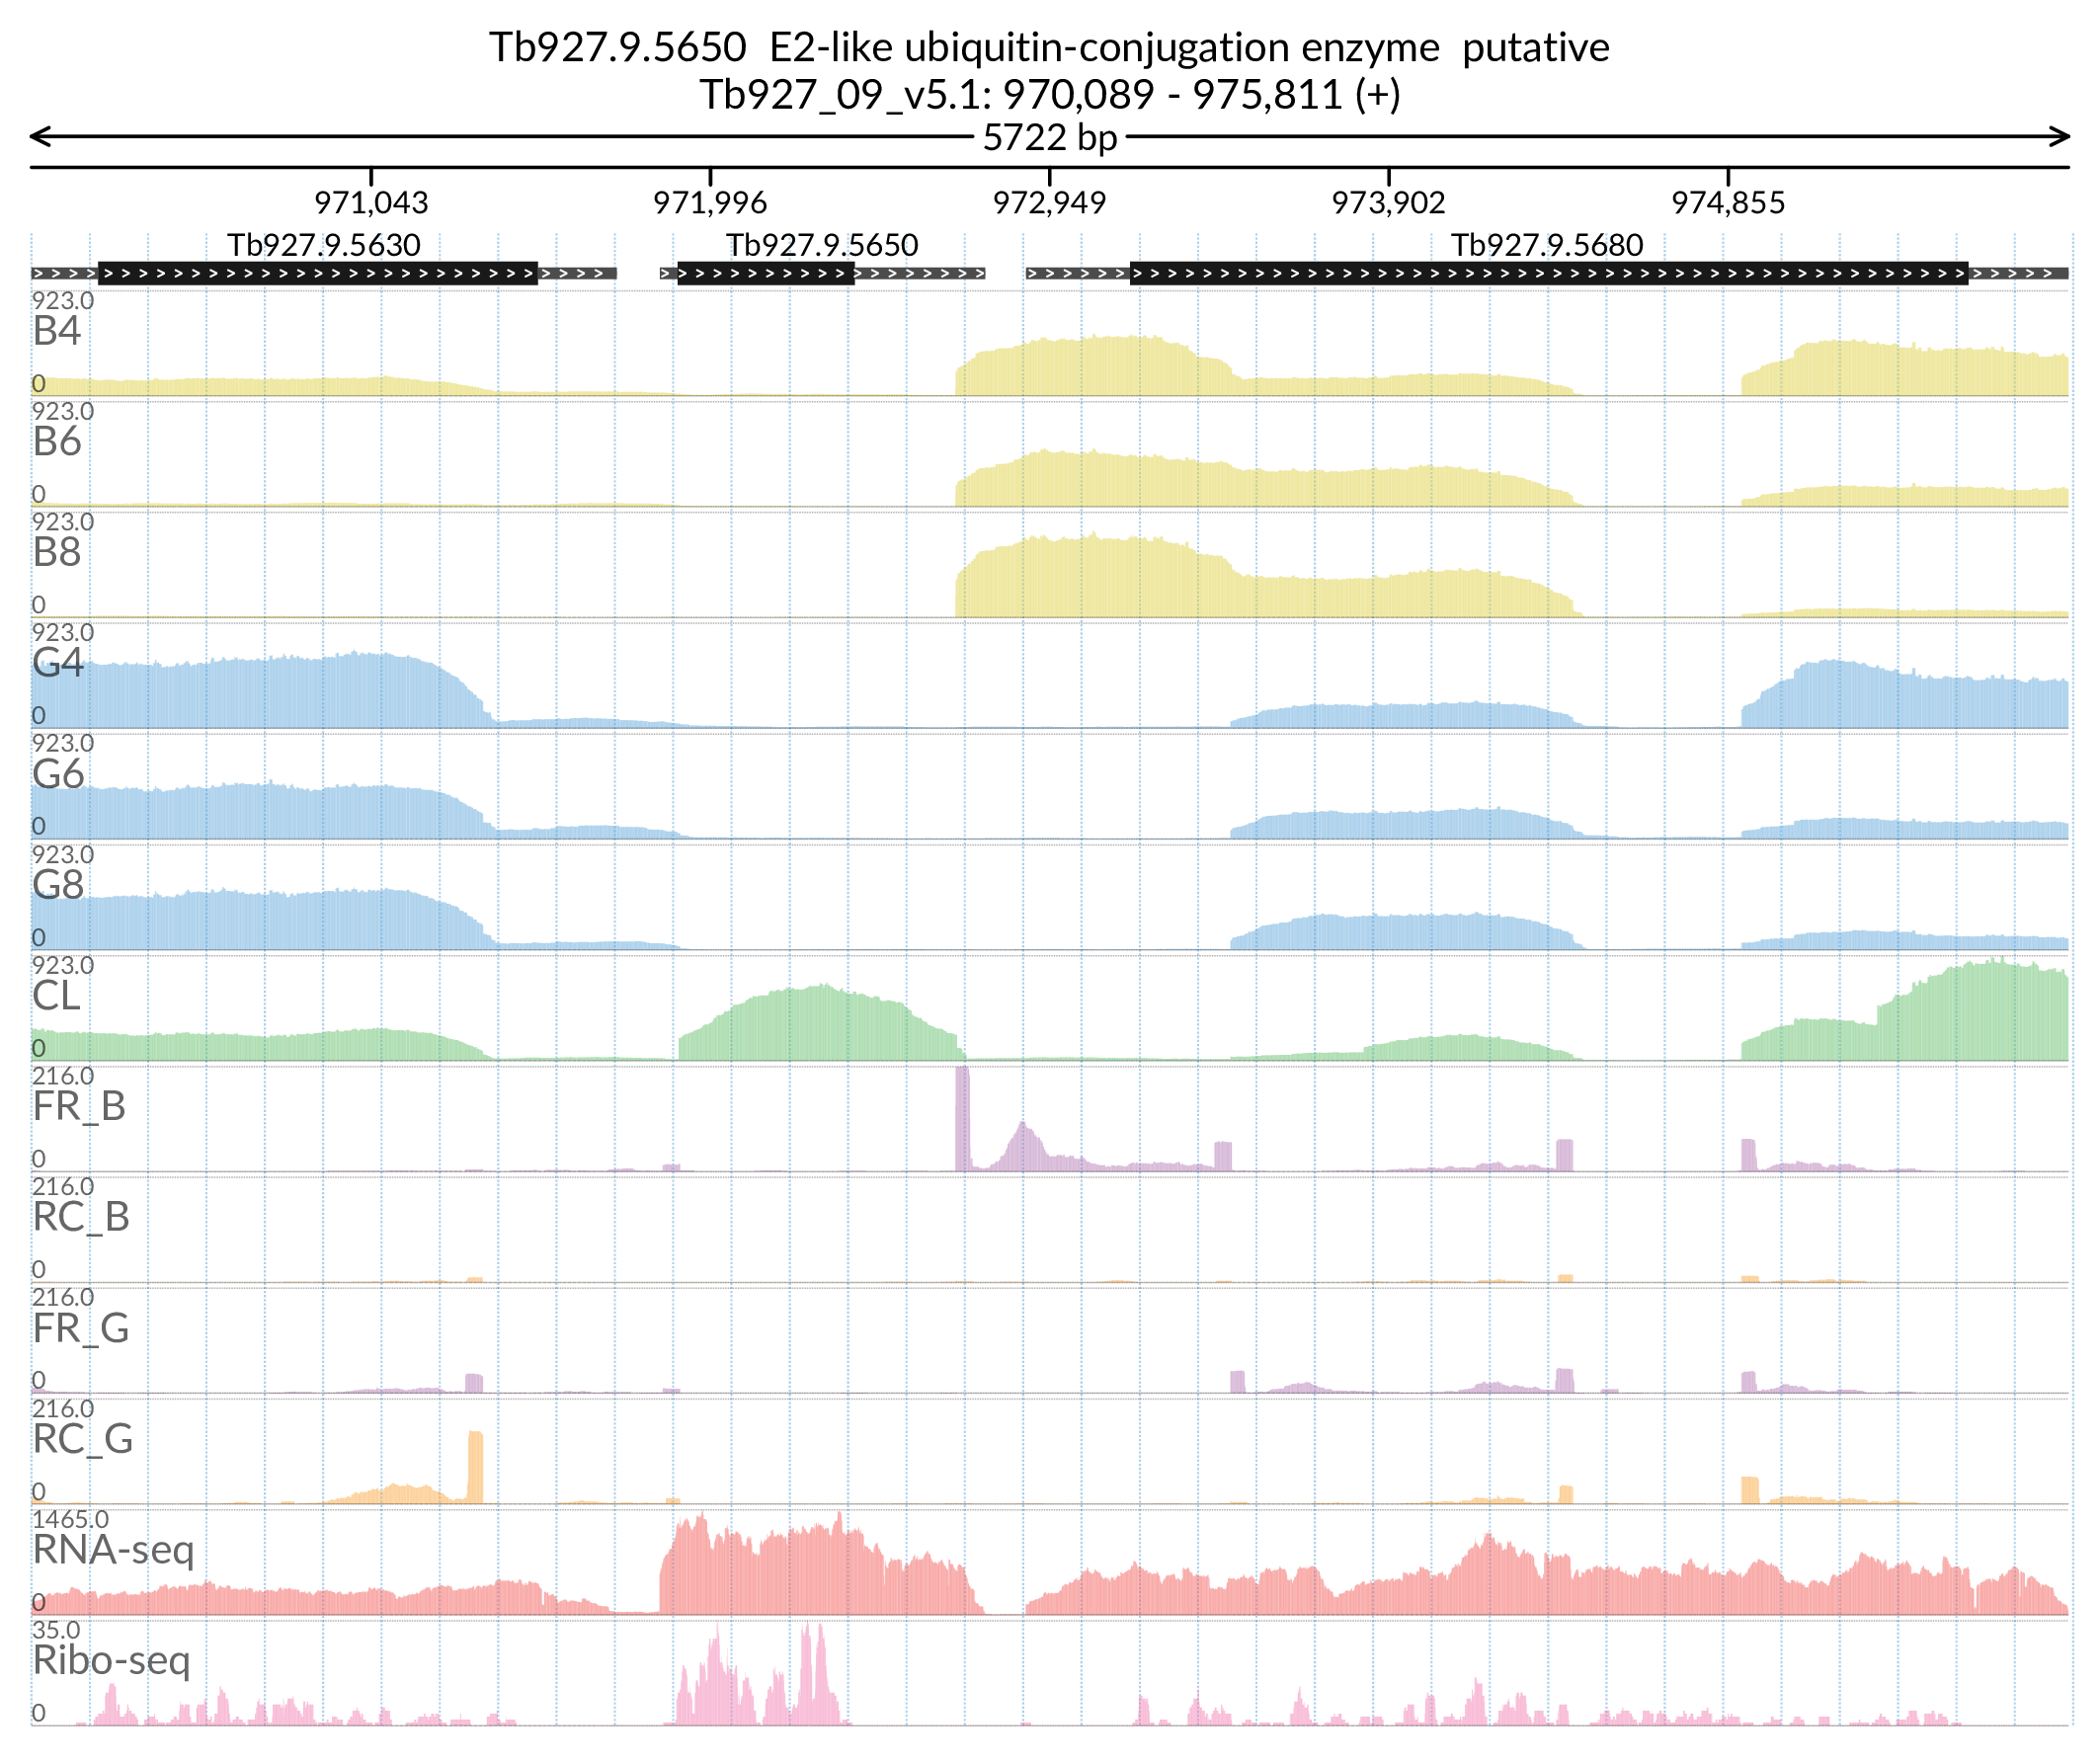 Tb927.9.5650  E2-like ubiquitin-conjugation enzyme  putative
Tb927_09_v5.1: 970,089 - 975,811 (+)
5722 bp
971,043 971,996 972,949 973,902 974,855
Tb927.9.5630 Tb927.9.5650 Tb927.9.5680
923.0
B4
0
923.0
B6
0
923.0
B8
0
923.0
G4
0
923.0
G6
0
923.0
G8
0
923.0
CL
0
216.0
FR_B
0
216.0
RC_B
0
216.0
FR_G
0
216.0
RC_G
0
1465.0
RNA-seq
0
35.0
Ribo-seq
0